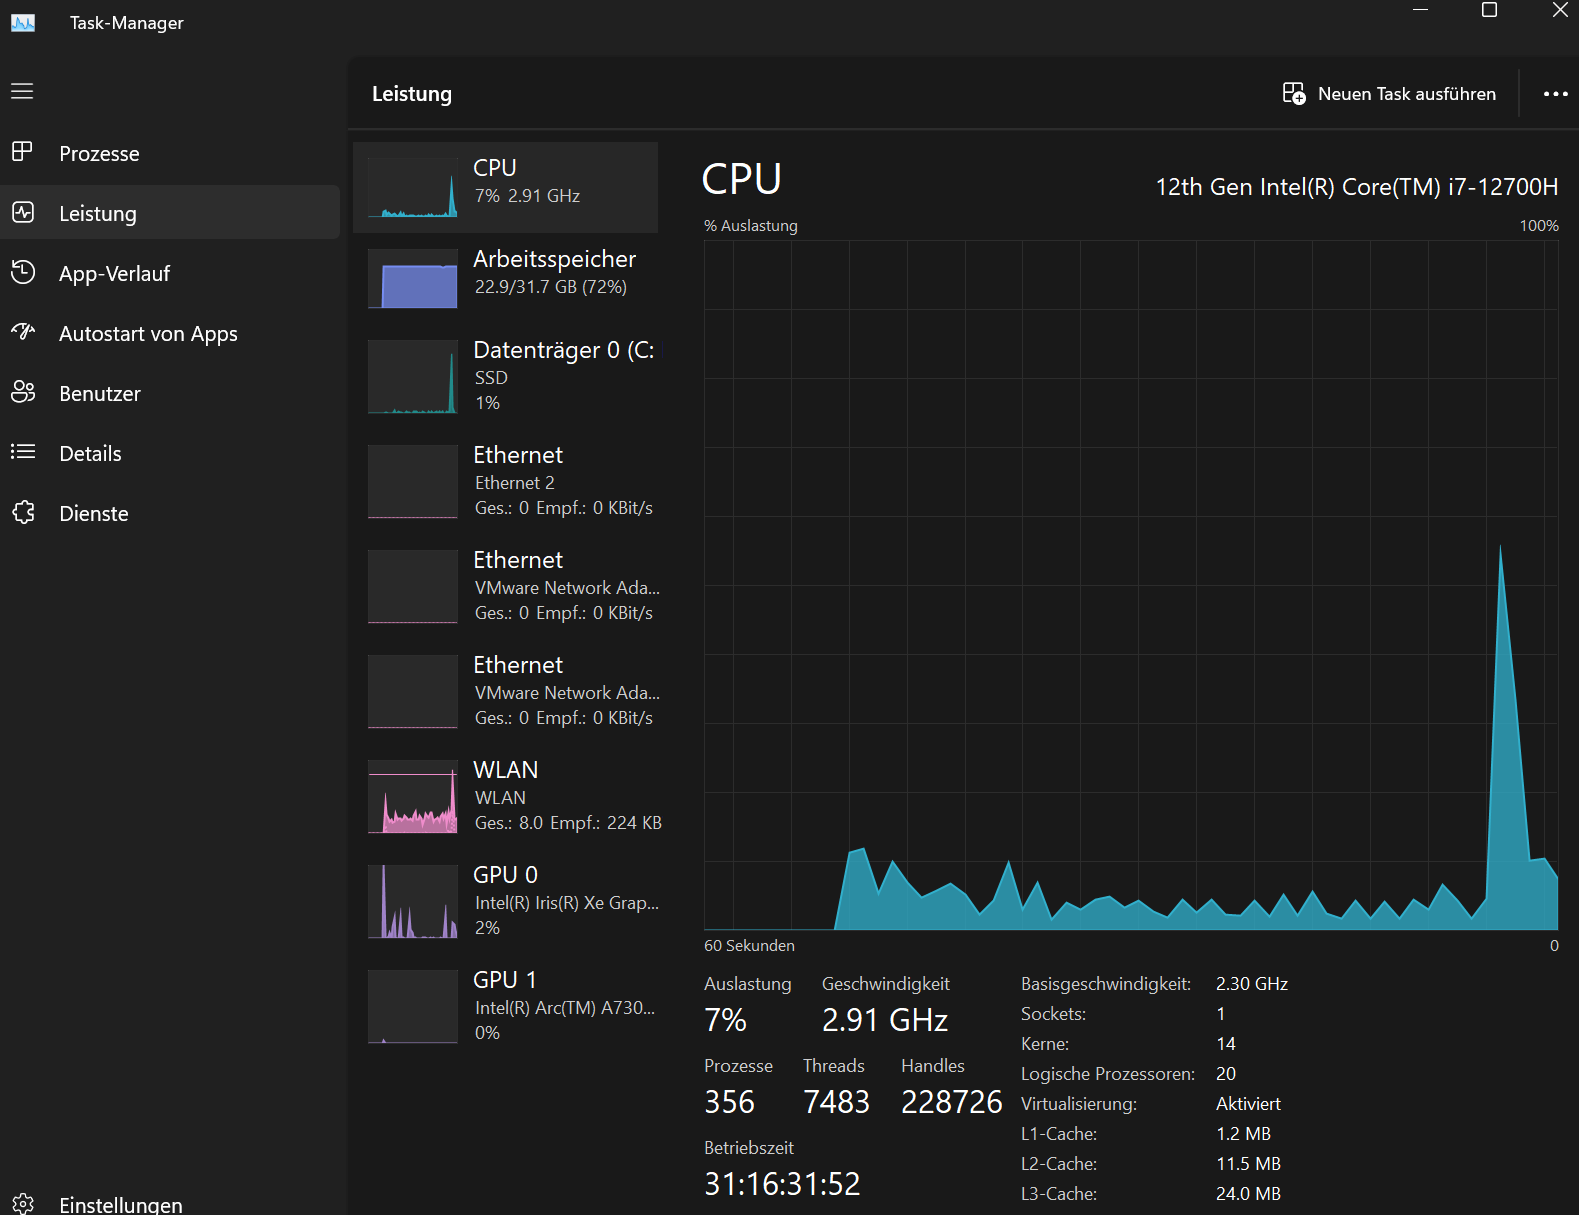 Task-Manager
Leistung
Neuen Task ausführen
Prozesse
Leistung
App-Verlauf
Autostart von Apps
Benutzer
Details
Dienste
Einstellungen
CPU
7% 2.91 GHz
Arbeitsspeicher
22.9/31.7 GB (72%)
Datenträger 0 (C:
SSD
1%
Ethernet
Ethernet 2
Ges.: 0 Empf.: 0 KBit/s
Ethernet
VMware Network Ada...
Ges.: 0 Empf.: 0 KBit/s
Ethernet
VMware Network Ada...
Ges.: 0 Empf.: 0 KBit/s
WLAN
WLAN
Ges.: 8.0 Empf.: 224 KB
GPU 0
Intel(R) Iris(R) Xe Grap...
2%
GPU 1
Intel(R) Arc(TM) A730...
0%
CPU
12th Gen Intel(R) Core(TM) i7-12700H
% Auslastung 100%
60 Sekunden 0
Auslastung Geschwindigkeit
7% 2.91 GHz
Prozesse Threads Handles
356 7483 228726
Betriebszeit
31:16:31:52
Basisgeschwindigkeit: 2.30 GHz
Sockets: 1
Kerne: 14
Logische Prozessoren: 20
Virtualisierung: Aktiviert
L1-Cache: 1.2 MB
L2-Cache: 11.5 MB
L3-Cache: 24.0 MB